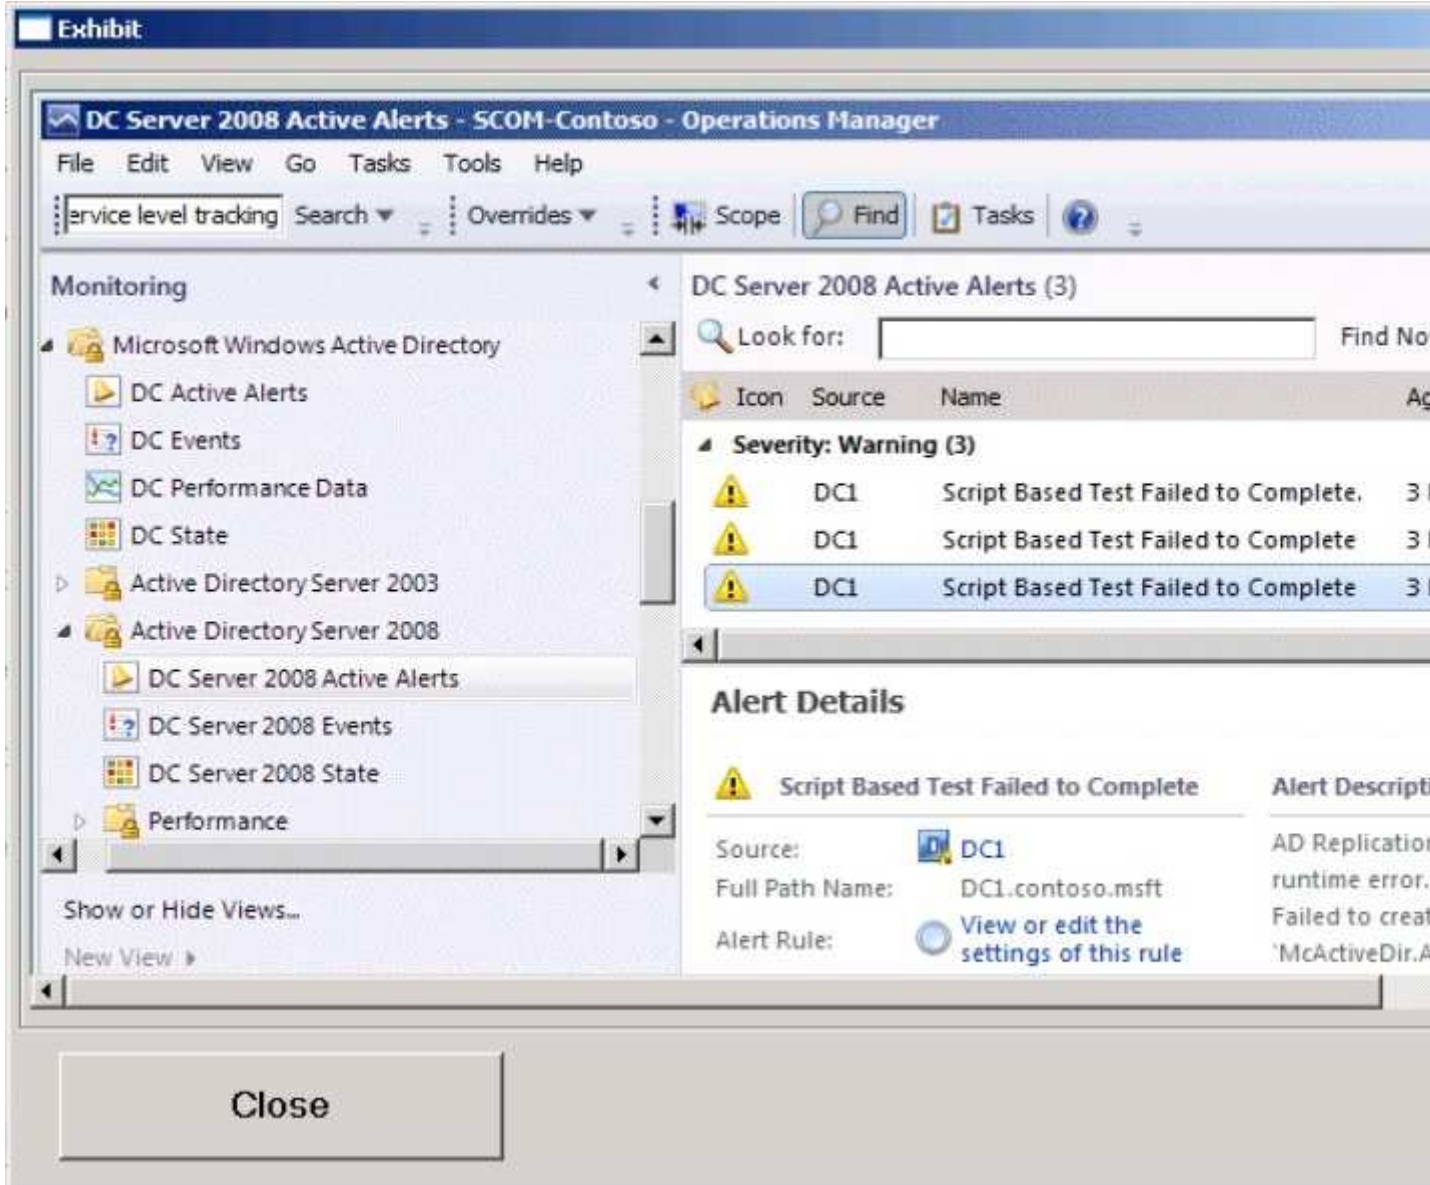 Exhibit
DC Server 2008 Active Alerts - SCOM-Contoso - Operations Manager
File Edit View Go Tasks Tools Help
ervice level tracking Search Overrides Scope Find Tasks
Monitoring
Microsoft Windows Active Directory
DC Active Alerts
DC Events
DC Performance Data
DC State
Active Directory Server 2003
Active Directory Server 2008
DC Server 2008 Active Alerts
DC Server 2008 Events
DC Server 2008 State
Performance
Show or Hide Views...
New View
DC Server 2008 Active Alerts (3)
Look for: Find No
Icon Source Name Ag
Severity: Warning (3)
DC1 Script Based Test Failed to Complete. 3
DC1 Script Based Test Failed to Complete 3
DC1 Script Based Test Failed to Complete 3
Alert Details
Script Based Test Failed to Complete
Source: DC1
Full Path Name: DC1.contoso.msft
Alert Rule: View or edit the
settings of this rule
Alert Descripti
AD Replication
runtime error.
Failed to creat
'McActiveDir.A
Close